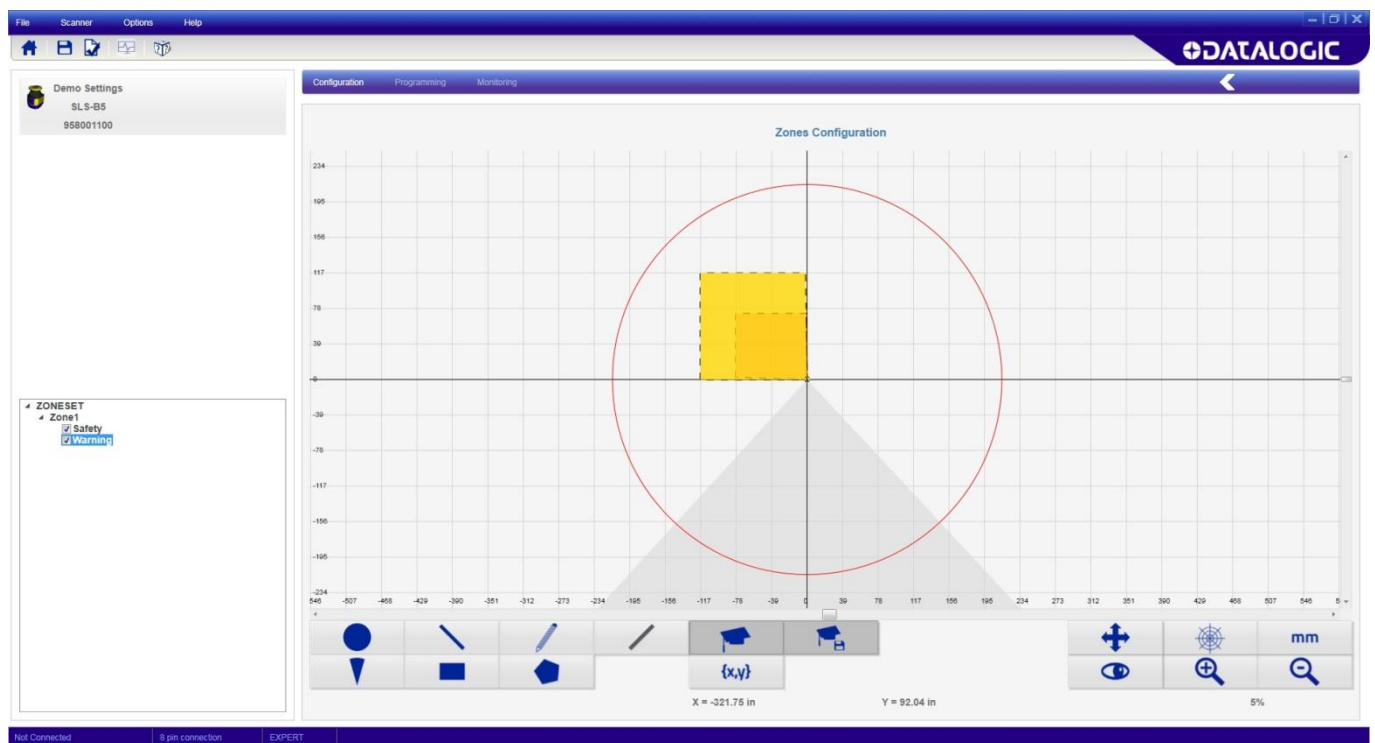 File Scanner Options Help
DATALOGIC
Demo Settings
SLS-B5
958001100
Configuration Programming Monitoring
Zones Configuration
234
195
156
117
78
39
0
-39
-78
-117
-156
-195
-234
546 -507 -468 -429 -390 -351 -312 -273 -234 -195 -156 -117 -78 -39 0 39 78 117 156 195 234 273 312 351 390 429 468 507 546 5
ZONESET
Zone1
Safety
Warning
mm
{x,y}
X = -321.75 in Y = 92.04 in 5%
Not Connected 8 pin connection EXPERT